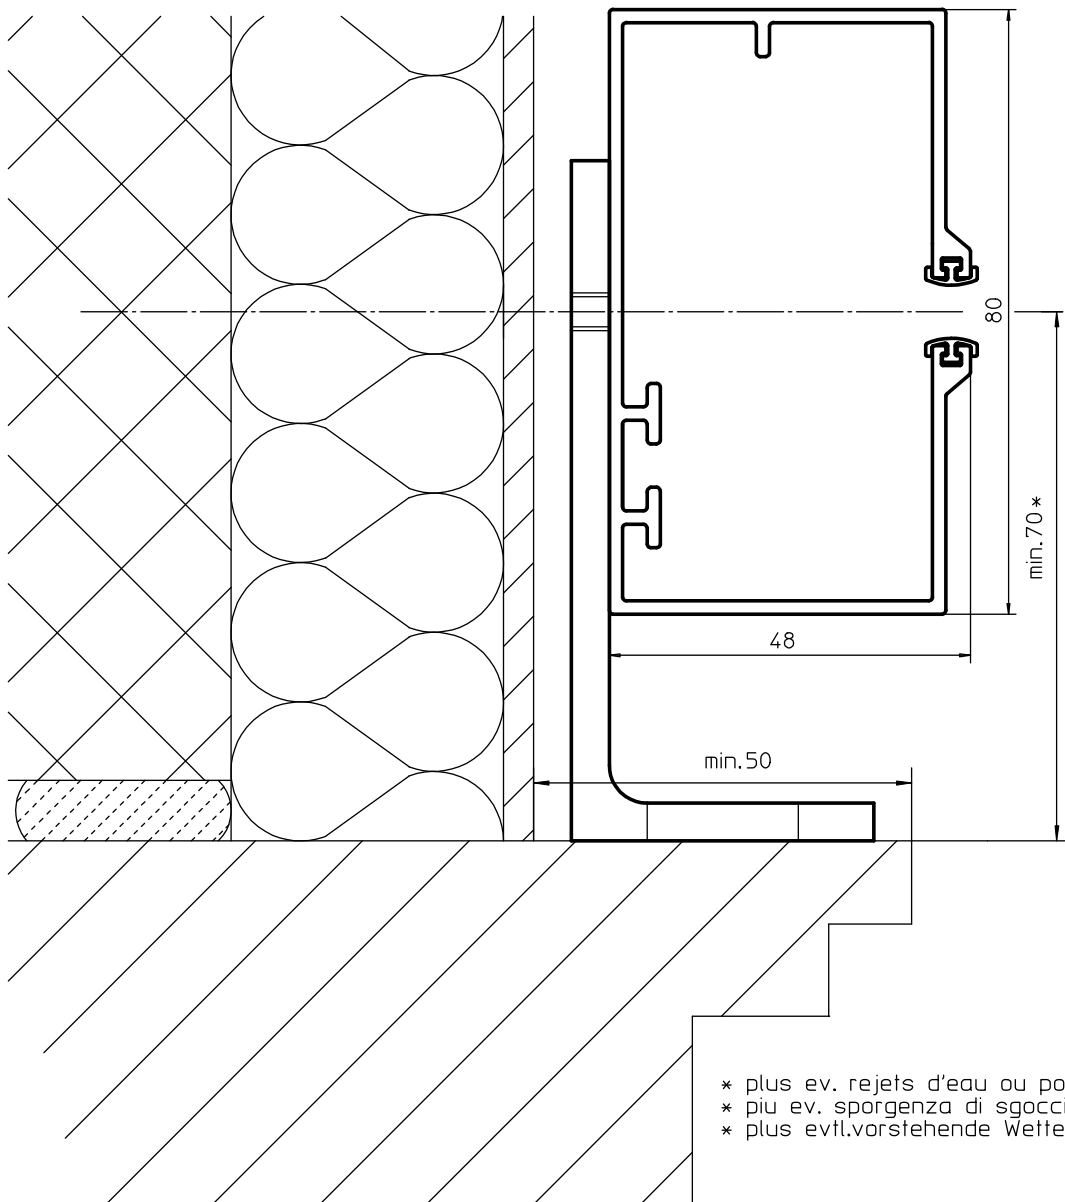 80
min.70*
48
min.50
* plus ev. rejets d'eau ou po
* piu ev. sporgenza di sgocci
* plus evtl.vorstehende Wette